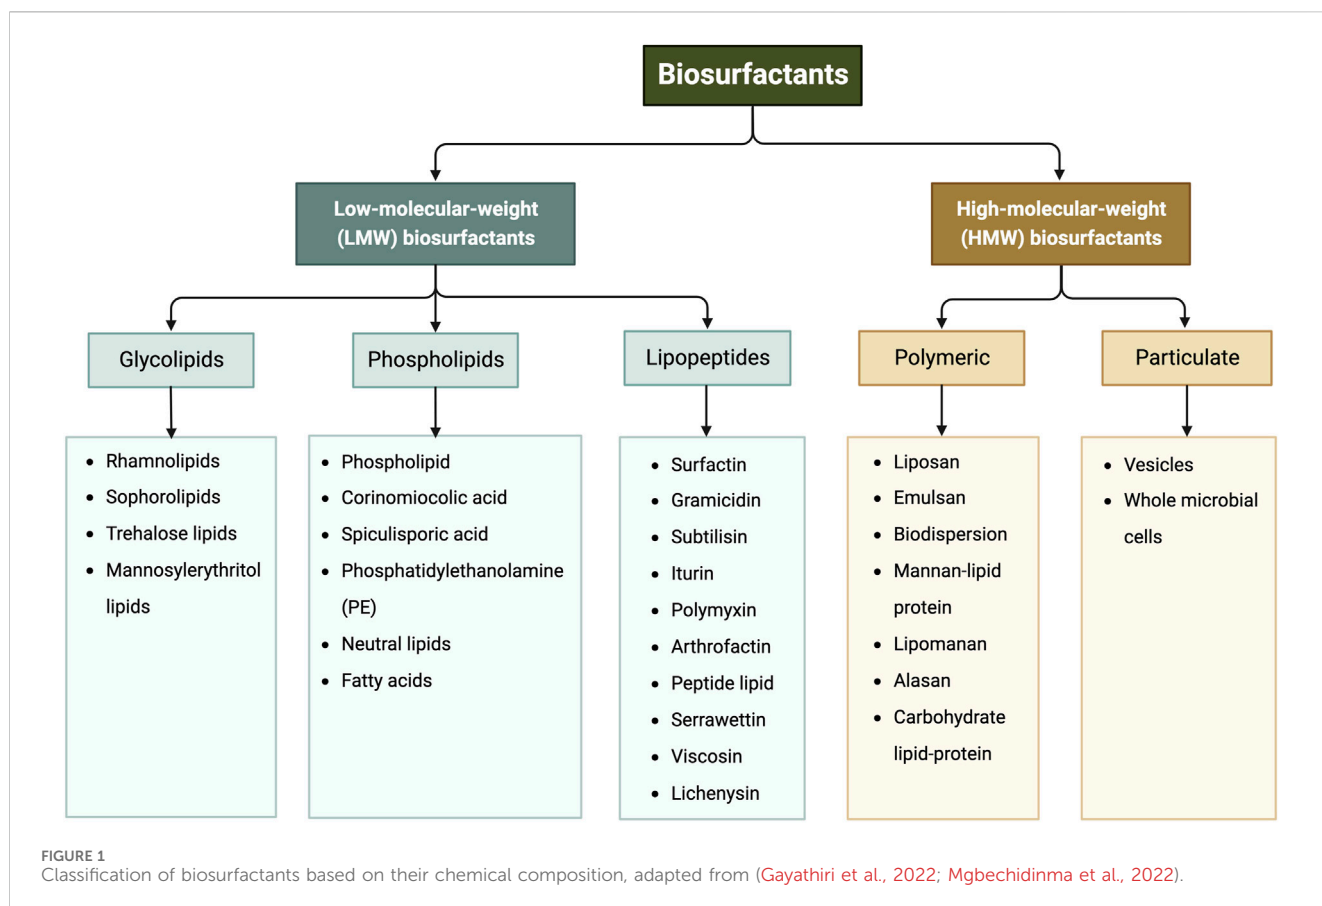 Biosurfactants
Low-molecular-weight
(LMW) biosurfactants
High-molecular-weight
(HMW) biosurfactants
Glycolipids
Phospholipids
Lipopeptides
Polymeric
Particulate
• Rhamnolipids
• Sophorolipids
• Trehalose lipids
• Mannosylerythritol
lipids
• Phospholipid
• Corinomiocolic acid
• Spiculisporic acid
• Phosphatidylethanolamine
(PE)
• Neutral lipids
• Fatty acids
• Surfactin
• Gramicidin
• Subtilisin
• Iturin
• Polymyxin
• Arthrofactin
• Peptide lipid
• Serrawettin
• Viscosin
• Lichenysin
• Liposan
• Emulsan
• Biodispersion
• Mannan-lipid
protein
• Lipomanan
• Alasan
• Carbohydrate
lipid-protein
• Vesicles
• Whole microbial
cells
FIGURE 1
Classification of biosurfactants based on their chemical composition, adapted from (Gayathiri et al., 2022; Mgbechidinma et al., 2022).